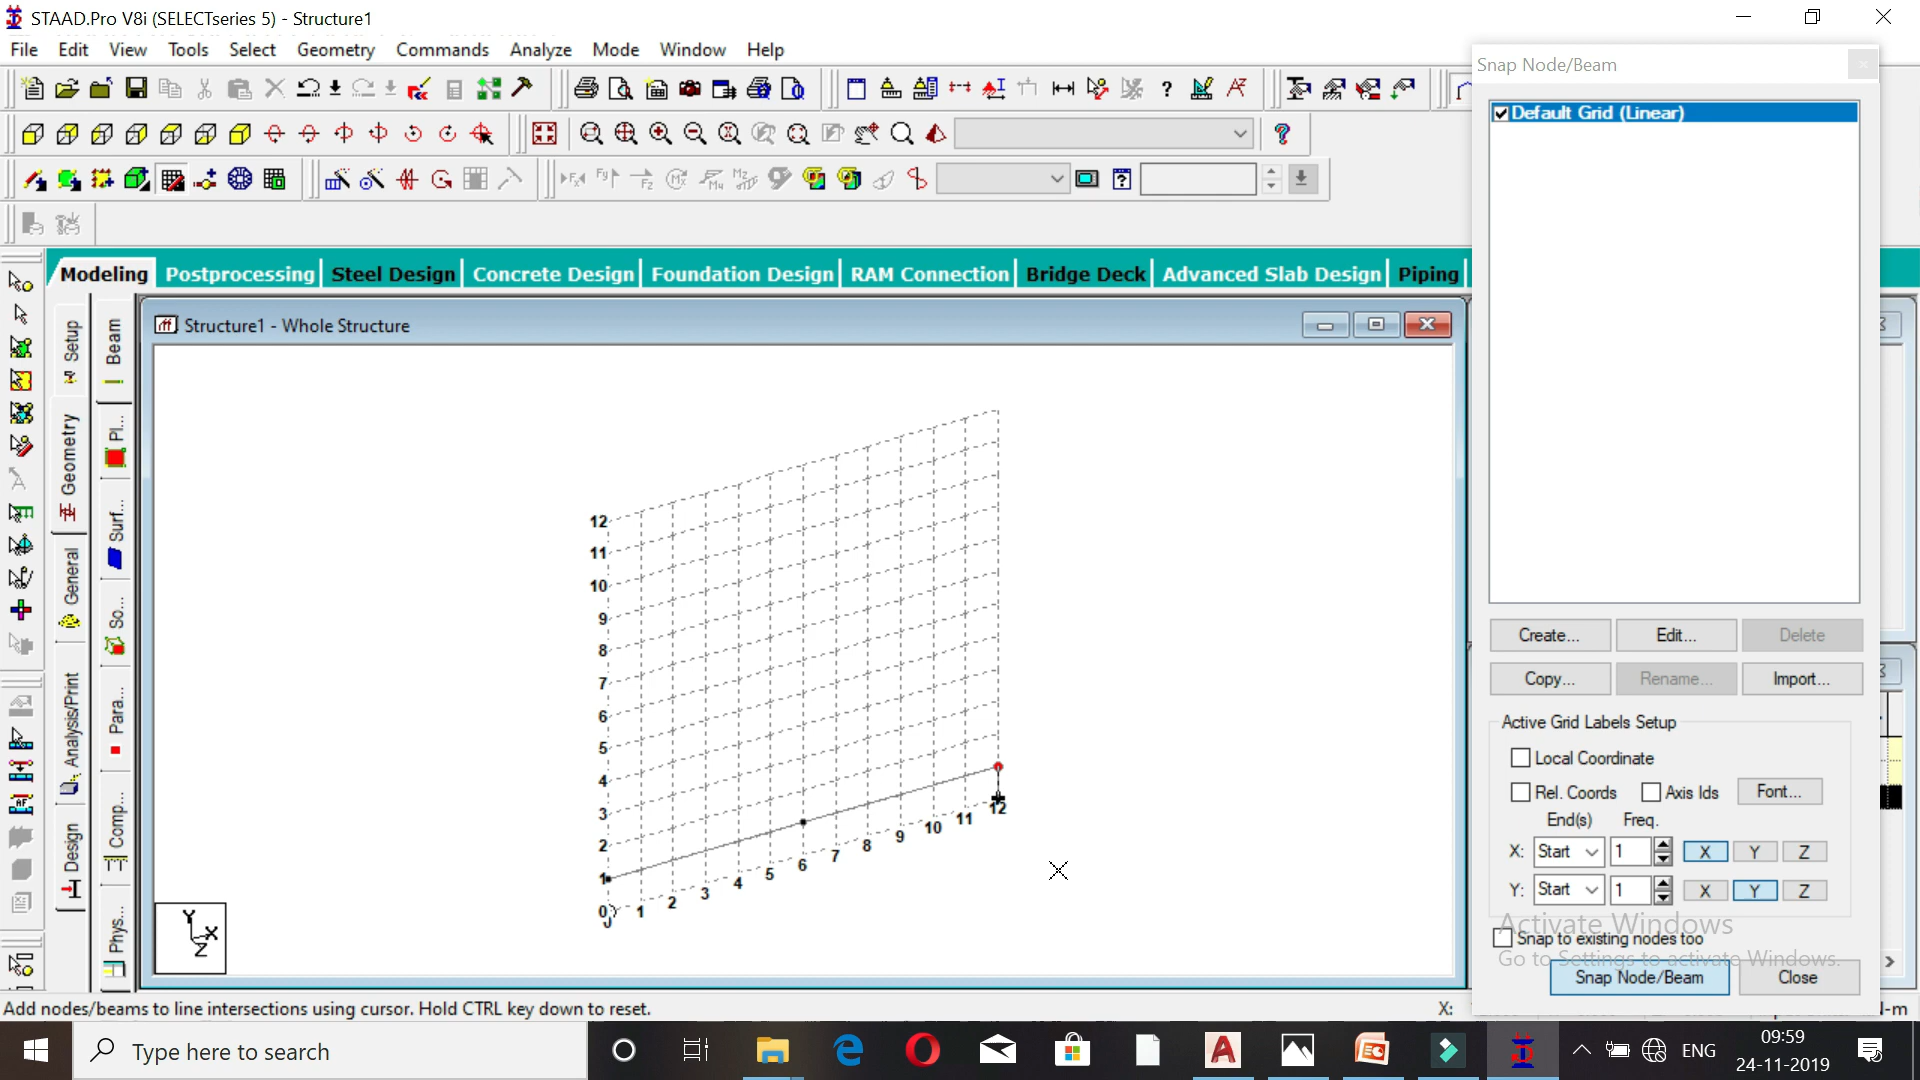 STAAD.Pro V8i (SELECTseries 5) - Structure1
File Edit View Tools Select Geometry Commands Analyze Mode Window Help
Snap Node/Beam
Default Grid (Linear)
Modeling Postprocessing Steel Design Concrete Design Foundation Design RAM Connection Bridge Deck Advanced Slab Design Piping
Setup
Geometry
General
Analysis/Print
Design
Beam
Pl...
Surf...
So...
Para...
Comp...
Phys...
Structure1 - Whole Structure
12
11
10
9
8
7
6
5
4
3
2
1
0 1 2 3 4 5 6 7 8 9 10 11 12
Y
X
Z
Create... Edit... Delete
Copy... Rename... Import...
Active Grid Labels Setup
Local Coordinate
Rel. Coords Axis Ids Font...
End(s) Freq.
X: Start 1 X Y Z
Y: Start 1 X Y Z
Activate Windows
Snap to existing nodes too
Go to Settings to activate Windows.
Snap Node/Beam Close
Add nodes/beams to line intersections using cursor. Hold CTRL key down to reset.
X:
Type here to search
ENG
09:59
24-11-2019